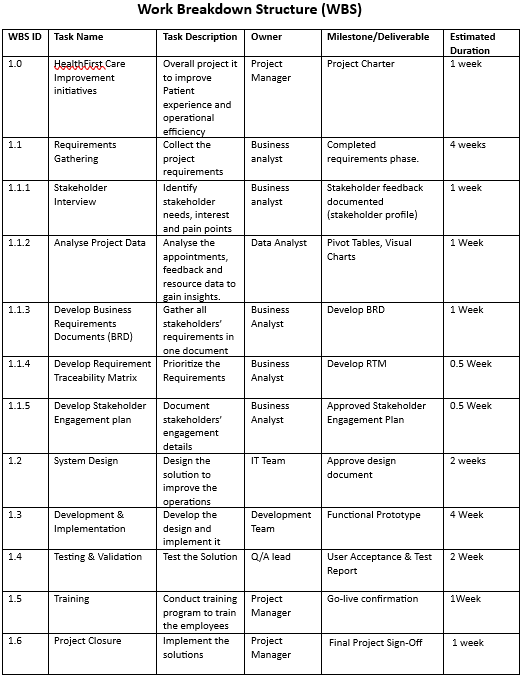 Work Breakdown Structure (WBS)
WBS ID Task Name Task Description Owner Milestone/Deliverable Estimated
Duration
1.0 HealthFirst Care Overall project it Project Project Charter 1 week
Improvement to improve Manager
initiatives Patient
experience and
operational
efficiency
1.1 Requirements Collect the Business Completed 4 weeks
Gathering project analyst requirements phase.
requirements
1.1.1 Stakeholder Identify Business Stakeholder feedback 1 week
Interview stakeholder analyst documented
needs, interest (stakeholder profile)
and pain points
1.1.2 Analyse Project Data Analyse the Data Analyst Pivot Tables, Visual 1 Week
appointments, Charts
feedback and
resource data to
gain insights.
1.1.3 Develop Business Gather all Business Develop BRD 1 Week
Requirements stakeholders' Analyst
Documents (BRD) requirements in
one document
1.1.4 Develop Requirement Prioritize the Business Develop RTM 0.5 Week
Traceability Matrix Requirements Analyst
1.1.5 Develop Stakeholder Document Business Approved Stakeholder 0.5 Week
Engagement plan stakeholders' Analyst Engagement Plan
engagement
details
1.2 System Design Design the IT Team Approve design 2 weeks
solution to document
improve the
operations
1.3 Development & Develop the Development Functional Prototype 4 Week
Implementation design and Team
implement it
1.4 Testing & Validation Test the Solution Q/A lead User Acceptance & Test 2 Week
Report
1.5 Training Conduct training Project Go-live confirmation 1Week
program to train Manager
the employees
1.6 Project Closure Implement the Project Final Project Sign-Off 1 week
solutions Manager